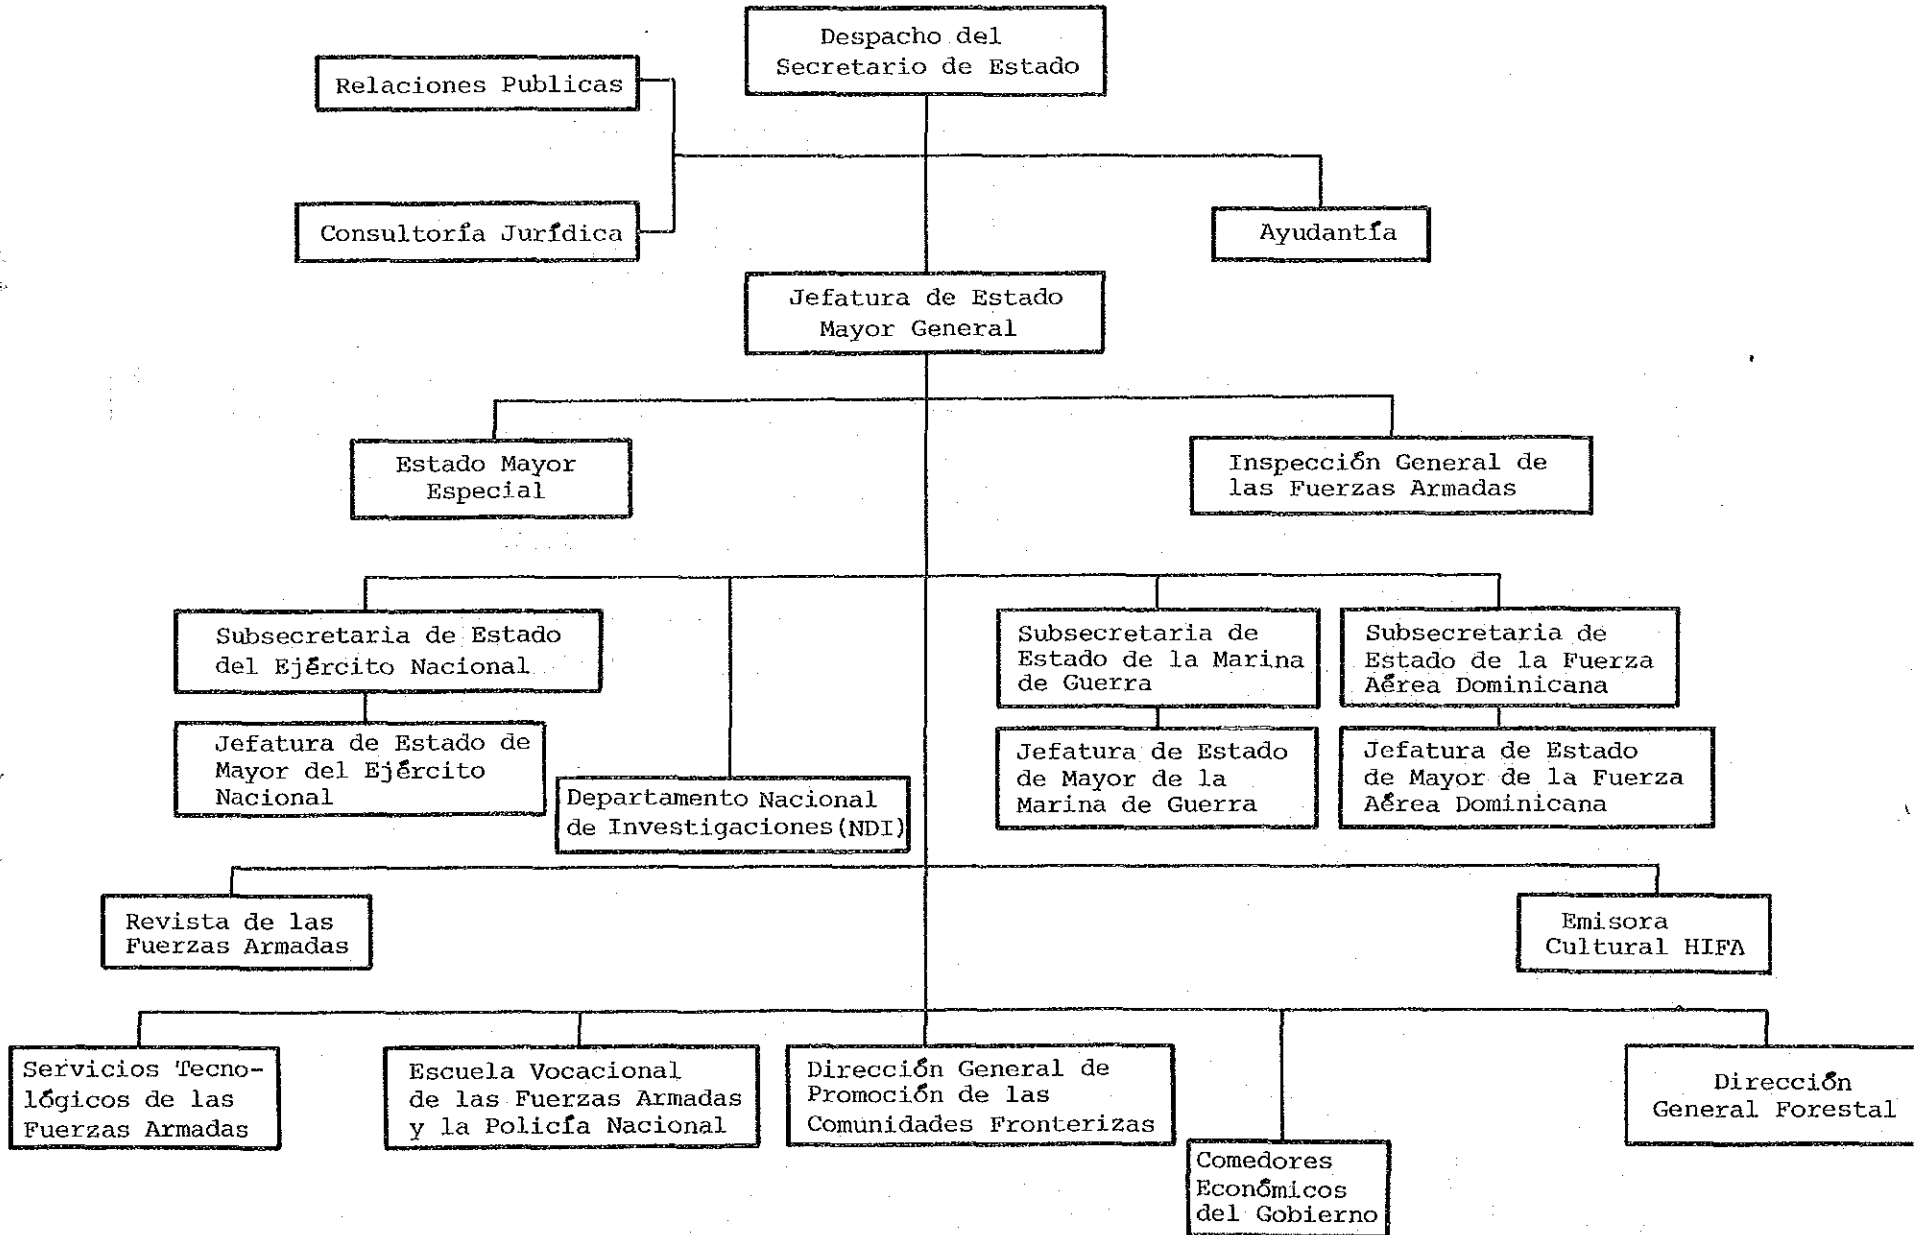 Despacho del
Secretario de Estado
Relaciones Publicas
Consultoría Jurídica
Ayudantía
Jefatura de Estado
Mayor General
Estado Mayor
Especial
Inspección General de
las Fuerzas Armadas
Subsecretaria de Estado
del Ejército Nacional
Subsecretaria de
Estado de la Marina
de Guerra
Subsecretaria de
Estado de la Fuerza
Aérea Dominicana
Jefatura de Estado de
Mayor del Ejército
Nacional
Departamento Nacional
de Investigaciones (NDI)
Jefatura de Estado
de Mayor de la
Marina de Guerra
Jefatura de Estado
de Mayor de la Fuerza
Aérea Dominicana
Revista de las
Fuerzas Armadas
Emisora
Cultural HIFA
Servicios Tecno-
lógicos de las
Fuerzas Armadas
Escuela Vocacional
de las Fuerzas Armadas
y la Policía Nacional
Dirección General de
Promoción de las
Comunidades Fronterizas
Comedores
Económicos
del Gobierno
Dirección
General Forestal